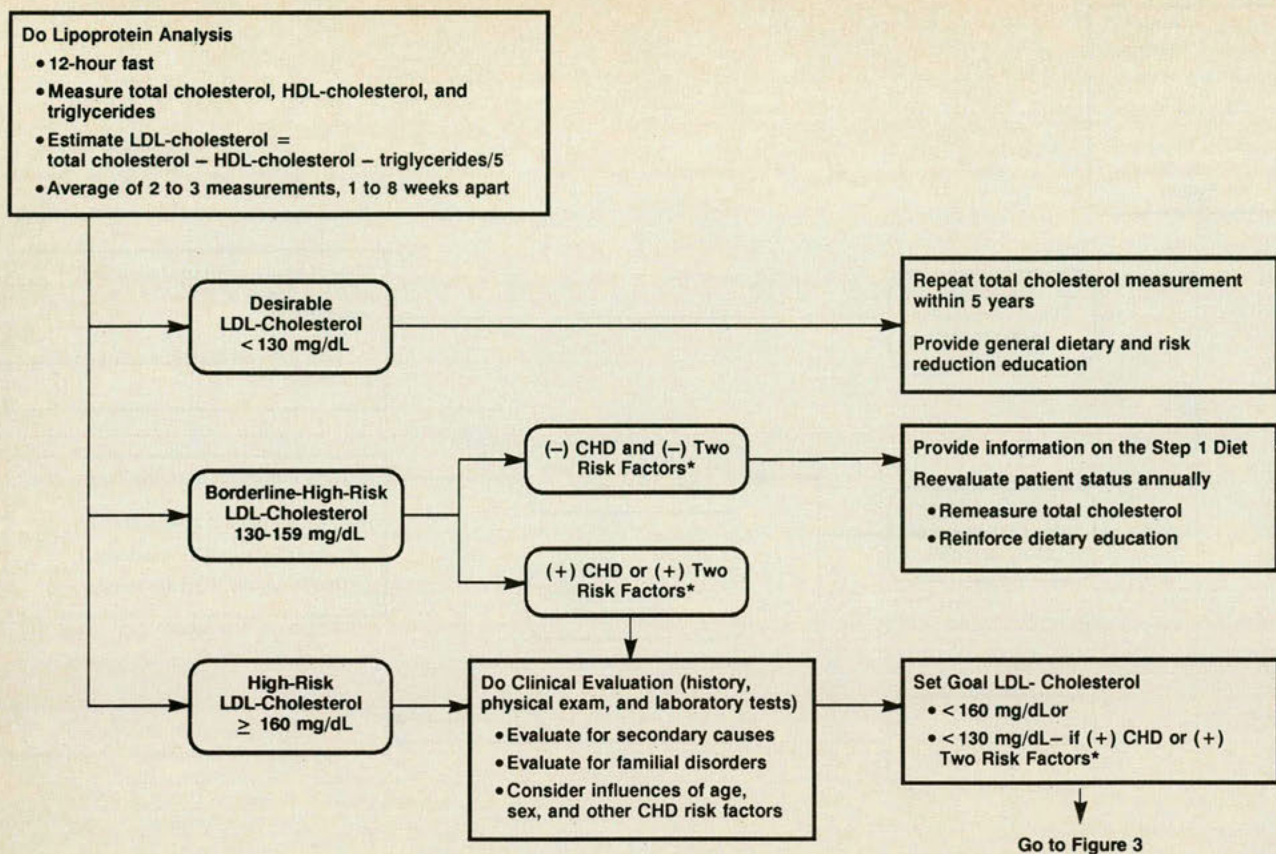 Do Lipoprotein Analysis
• 12-hour fast
• Measure total cholesterol, HDL-cholesterol, and
triglycerides
• Estimate LDL-cholesterol =
total cholesterol – HDL-cholesterol – triglycerides/5
• Average of 2 to 3 measurements, 1 to 8 weeks apart
Desirable
LDL-Cholesterol
< 130 mg/dL
Repeat total cholesterol measurement
within 5 years
Provide general dietary and risk
reduction education
Borderline-High-Risk
LDL-Cholesterol
130-159 mg/dL
(–) CHD and (–) Two
Risk Factors*
Provide information on the Step 1 Diet
Reevaluate patient status annually
• Remeasure total cholesterol
• Reinforce dietary education
(+) CHD or (+) Two
Risk Factors*
High-Risk
LDL-Cholesterol
≥ 160 mg/dL
Do Clinical Evaluation (history,
physical exam, and laboratory tests)
• Evaluate for secondary causes
• Evaluate for familial disorders
• Consider influences of age,
sex, and other CHD risk factors
Set Goal LDL- Cholesterol
• < 160 mg/dLor
• < 130 mg/dL– if (+) CHD or (+)
Two Risk Factors*
Go to Figure 3